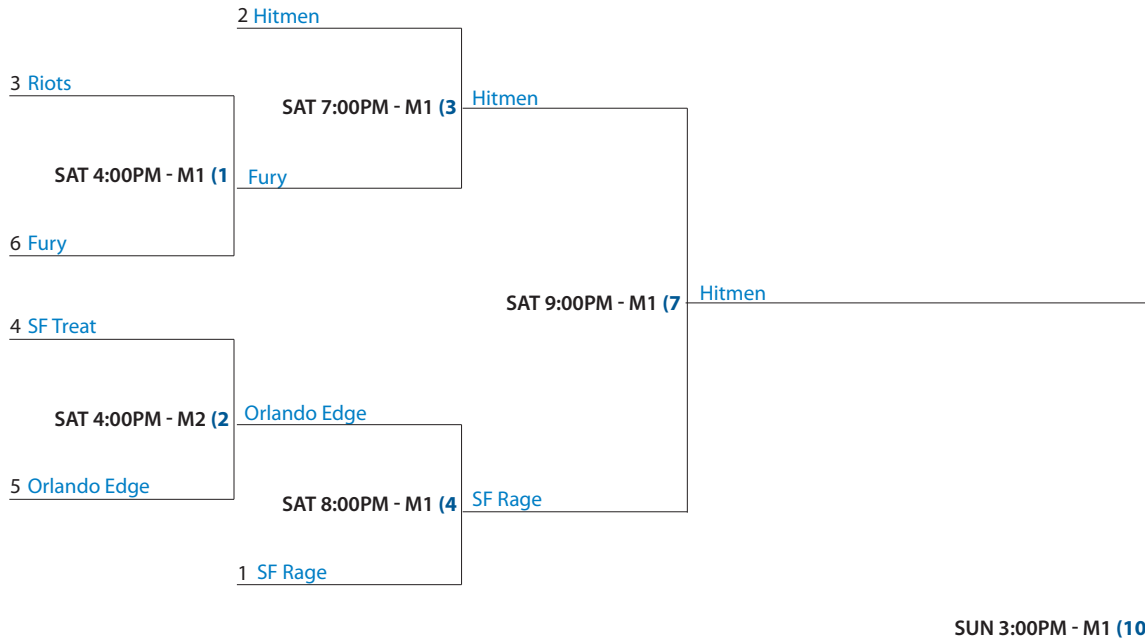 2 Hitmen
3 Riots
SAT 7:00PM - M1 (3
Hitmen
SAT 4:00PM - M1 (1
Fury
6 Fury
SAT 9:00PM - M1 (7
Hitmen
4 SF Treat
SAT 4:00PM - M2 (2
Orlando Edge
5 Orlando Edge
SAT 8:00PM - M1 (4
SF Rage
1 SF Rage
SUN 3:00PM - M1 (10